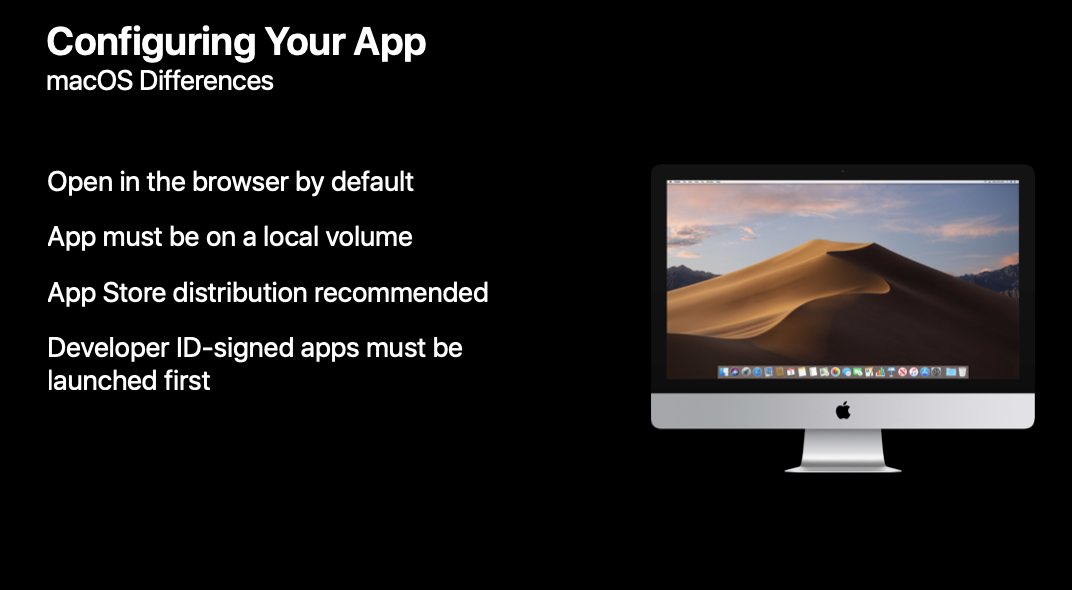 Configuring Your App
macOS Differences
Open in the browser by default
App must be on a local volume
App Store distribution recommended
Developer ID-signed apps must be
launched first